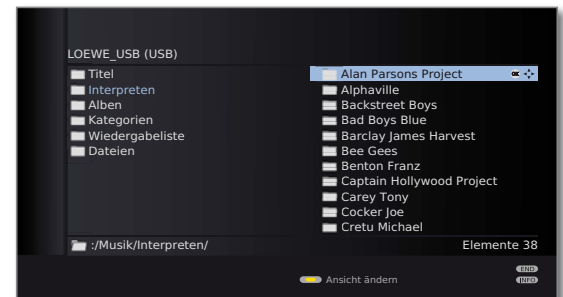 LOEWE_USB (USB)
Titel
Interpreten
Alben
Kategorien
Wiedergabeliste
Dateien
Alan Parsons Project OK
Alphaville
Backstreet Boys
Bad Boys Blue
Barclay James Harvest
Bee Gees
Benton Franz
Captain Hollywood Project
Carey Tony
Cocker Joe
Cretu Michael
:/Musik/Interpreten/
Elemente 38
Ansicht ändern
END
INFO